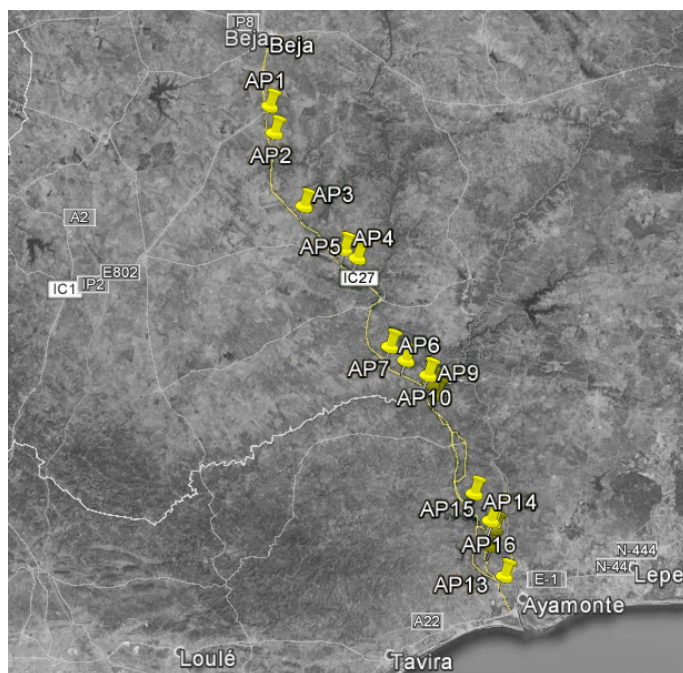 IP8
Beja
Beja
AP1
AP2
AP3
A2
AP5
AP4
E802
IC27
IC1
IP2
AP6
AP7
AP9
AP10
AP15
AP14
AP16
N-444
N-446
AP13
E-1
Lepe
Ayamonte
A22
Loulé
Tavira